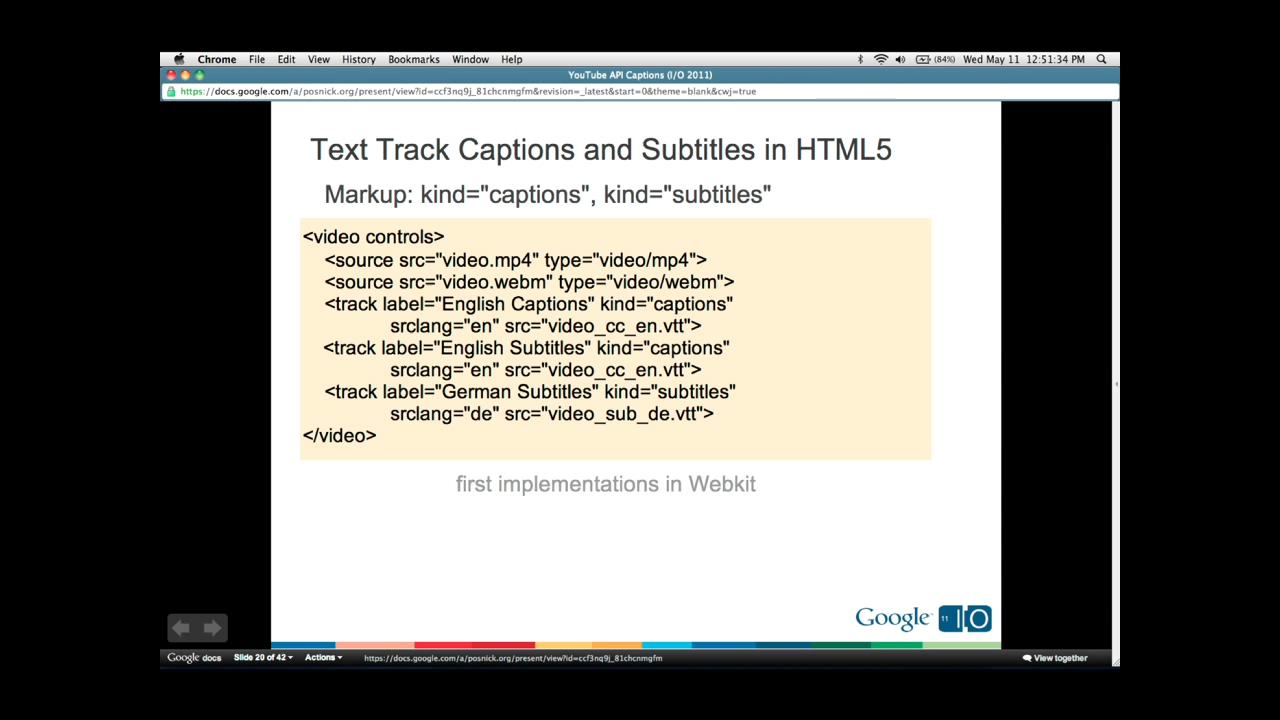 Chrome File Edit View History Bookmarks Window Help (84%) Wed May 11 12:51:34 PM
YouTube API Captions (I/O 2011)
https://docs.google.com/a/posnick.org/present/view?id=ccf3nq9j_81chcnmgfm&revision=_latest&start=0&theme=blank&cwj=true
Text Track Captions and Subtitles in HTML5
Markup: kind="captions", kind="subtitles"
<video controls>
<source src="video.mp4" type="video/mp4">
<source src="video.webm" type="video/webm">
<track label="English Captions" kind="captions"
srclang="en" src="video_cc_en.vtt">
<track label="English Subtitles" kind="captions"
srclang="en" src="video_cc_en.vtt">
<track label="German Subtitles" kind="subtitles"
srclang="de" src="video_sub_de.vtt">
</video>
first implementations in Webkit
Google 11 I/O
Google docs Slide 20 of 42 Actions https://docs.google.com/a/posnick.org/present/view?id=ccf3nq9j_81chcnmgfm View together